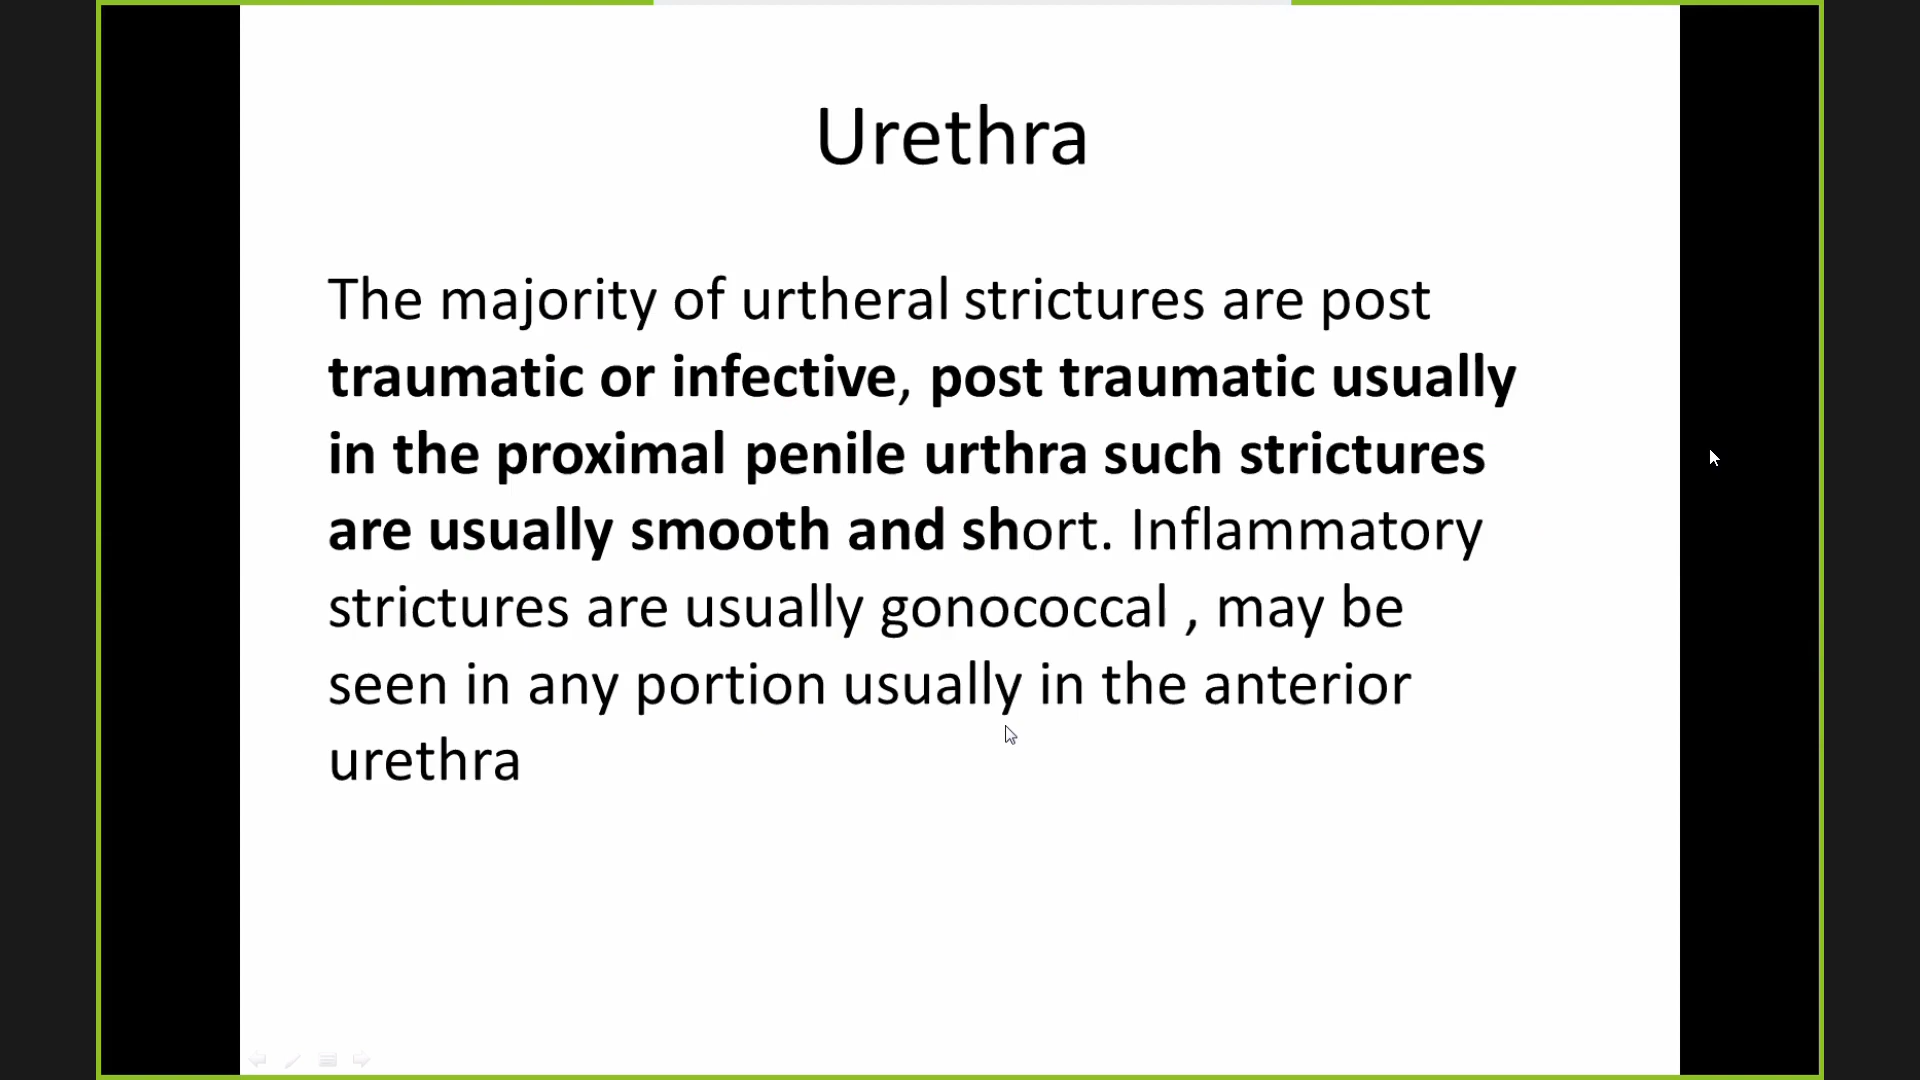 Urethra
The majority of urtheral strictures are post
traumatic or infective, post traumatic usually
in the proximal penile urthra such strictures
are usually smooth and short. Inflammatory
strictures are usually gonococcal , may be
seen in any portion usually in the anterior
urethra